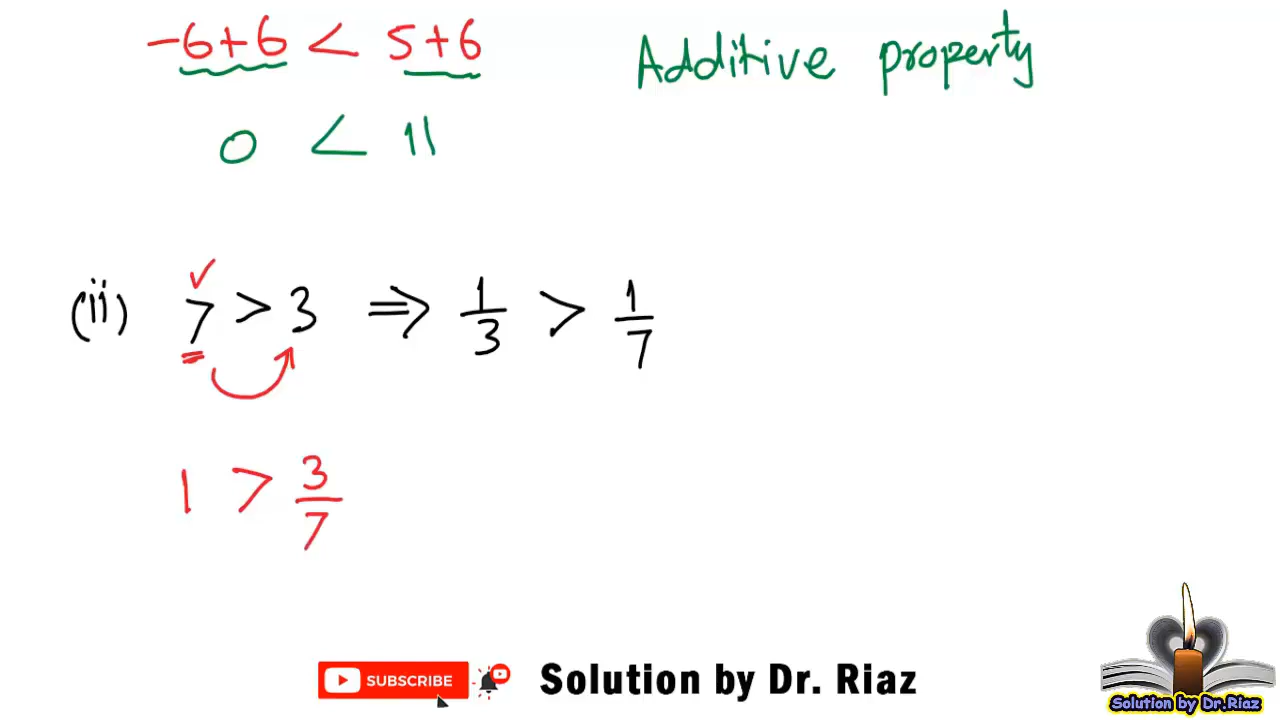 -6+6 < 5+6 Additive property
0 < 11
(ii) 7 > 3 ⇒ 1/3 > 1/7
1 > 3/7
SUBSCRIBE Solution by Dr. Riaz
Solution by Dr.Riaz